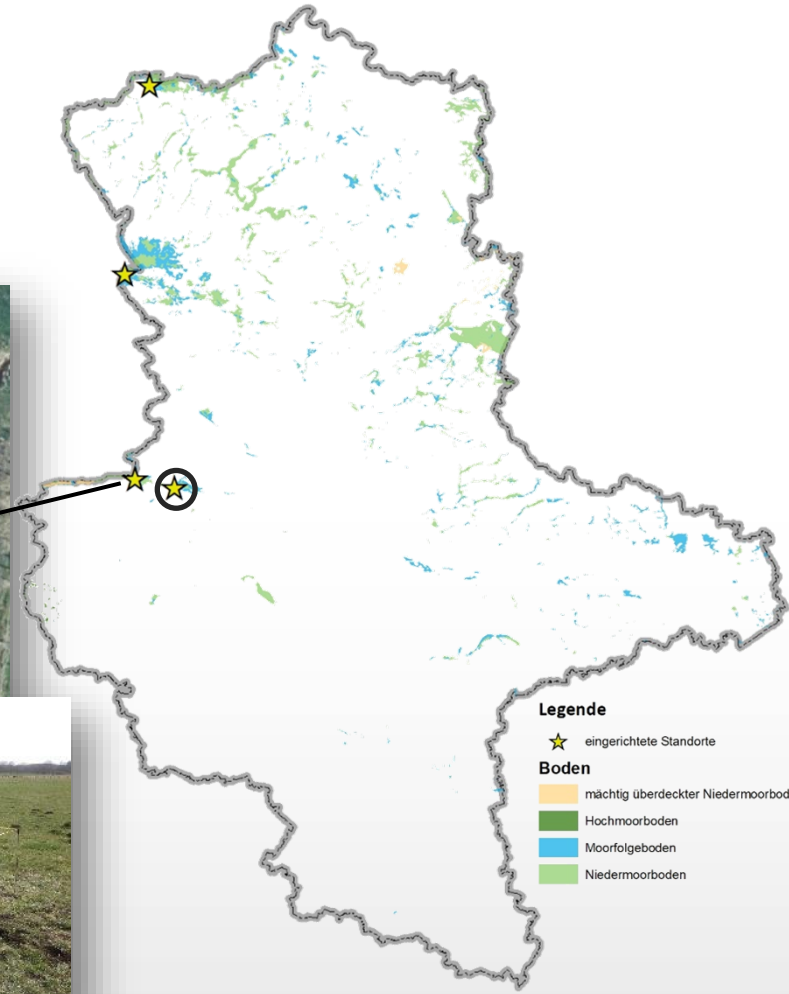 Legende
eingerichtete Standorte
Boden
mächtig überdeckter Niedermoorbod
Hochmoorboden
Moorfolgeboden
Niedermoorboden